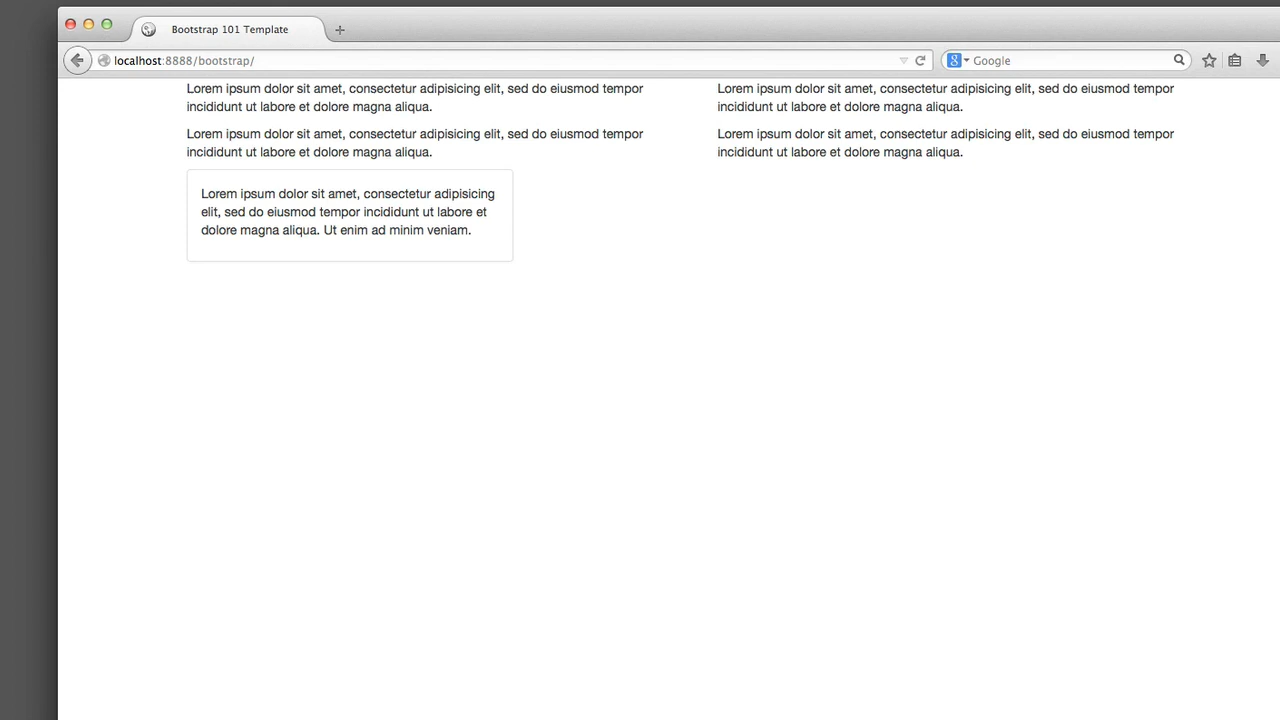 Bootstrap 101 Template
localhost:8888/bootstrap/
Google
Lorem ipsum dolor sit amet, consectetur adipisicing elit, sed do eiusmod tempor
incididunt ut labore et dolore magna aliqua.
Lorem ipsum dolor sit amet, consectetur adipisicing elit, sed do eiusmod tempor
incididunt ut labore et dolore magna aliqua.
Lorem ipsum dolor sit amet, consectetur adipisicing elit, sed do eiusmod tempor
incididunt ut labore et dolore magna aliqua.
Lorem ipsum dolor sit amet, consectetur adipisicing elit, sed do eiusmod tempor
incididunt ut labore et dolore magna aliqua.
Lorem ipsum dolor sit amet, consectetur adipisicing
elit, sed do eiusmod tempor incididunt ut labore et
dolore magna aliqua. Ut enim ad minim veniam.